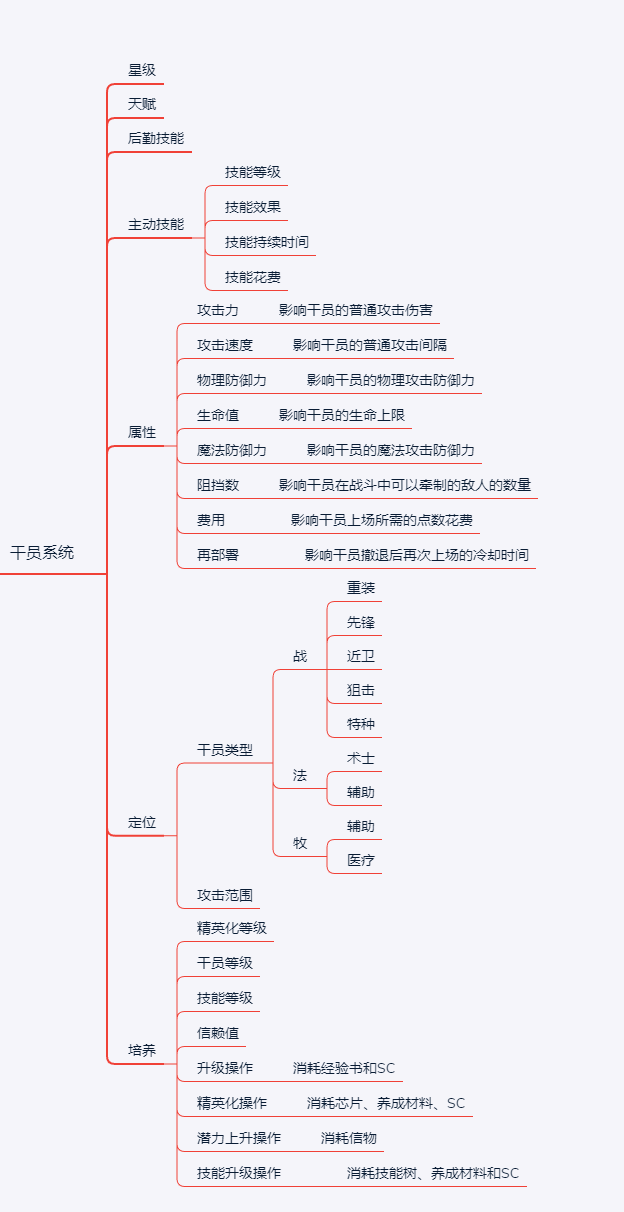 星级
天赋
后勤技能
技能等级
技能效果
主动技能
技能持续时间
技能花费
攻击力 影响干员的普通攻击伤害
攻击速度 影响干员的普通攻击间隔
物理防御力 影响干员的物理攻击防御力
生命值 影响干员的生命上限
属性
魔法防御力 影响干员的魔法攻击防御力
阻挡数 影响干员在战斗中可以牵制的敌人的数量
费用 影响干员上场所需的点数花费
再部署 影响干员撤退后再次上场的冷却时间
干员系统
重装
先锋
战
近卫
狙击
特种
干员类型
术士
法
辅助
定位
辅助
牧
医疗
攻击范围
精英化等级
干员等级
技能等级
信赖值
培养
升级操作 消耗经验书和SC
精英化操作 消耗芯片、养成材料、SC
潜力上升操作 消耗信物
技能升级操作 消耗技能树、养成材料和SC